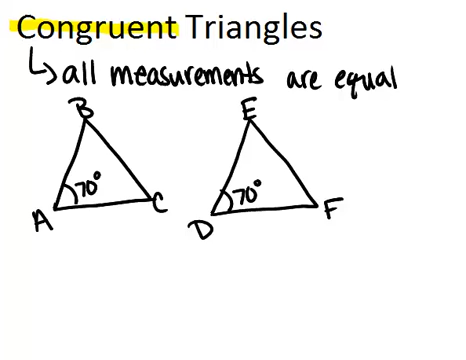 Congruent Triangles
all measurements are equal
B E
70° 70°
A C D F